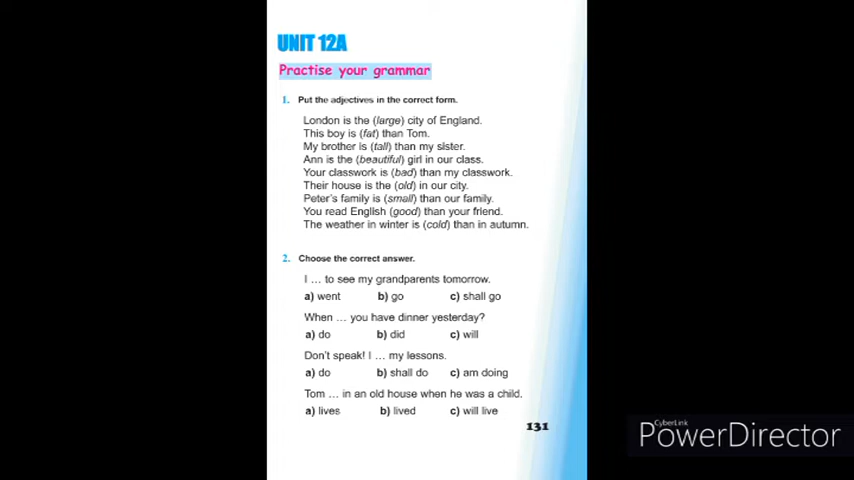 UNIT 12A
Practise your grammar
1. Put the adjectives in the correct form.
London is the (large) city of England.
This boy is (fat) than Tom.
My brother is (tall) than my sister.
Ann is the (beautiful) girl in our class.
Your classwork is (bad) than my classwork.
Their house is the (old) in our city.
Peter's family is (small) than our family.
You read English (good) than your friend.
The weather in winter is (cold) than in autumn.
2. Choose the correct answer.
I ... to see my grandparents tomorrow.
a) went b) go c) shall go
When ... you have dinner yesterday?
a) do b) did c) will
Don't speak! I ... my lessons.
a) do b) shall do c) am doing
Tom ... in an old house when he was a child.
a) lives b) lived c) will live
131
CyberLink
PowerDirector